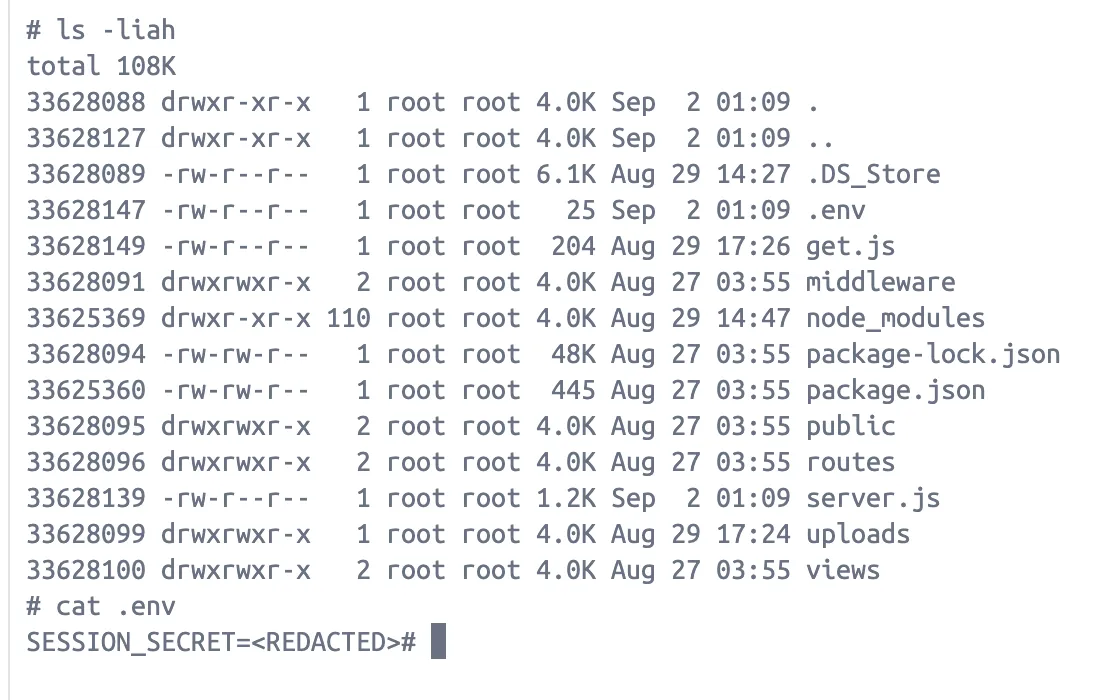 # ls -liah
total 108K
33628088 drwxr-xr-x   1 root root 4.0K Sep  2 01:09 .
33628127 drwxr-xr-x   1 root root 4.0K Sep  2 01:09 ..
33628089 -rw-r--r--   1 root root 6.1K Aug 29 14:27 .DS_Store
33628147 -rw-r--r--   1 root root   25 Sep  2 01:09 .env
33628149 -rw-r--r--   1 root root  204 Aug 29 17:26 get.js
33628091 drwxrwxr-x   2 root root 4.0K Aug 27 03:55 middleware
33625369 drwxr-xr-x 110 root root 4.0K Aug 29 14:47 node_modules
33628094 -rw-rw-r--   1 root root  48K Aug 27 03:55 package-lock.json
33625360 -rw-rw-r--   1 root root  445 Aug 27 03:55 package.json
33628095 drwxrwxr-x   2 root root 4.0K Aug 27 03:55 public
33628096 drwxrwxr-x   2 root root 4.0K Aug 27 03:55 routes
33628139 -rw-r--r--   1 root root 1.2K Sep  2 01:09 server.js
33628099 drwxrwxr-x   1 root root 4.0K Aug 29 17:24 uploads
33628100 drwxrwxr-x   2 root root 4.0K Aug 27 03:55 views
# cat .env
SESSION_SECRET=<REDACTED>#